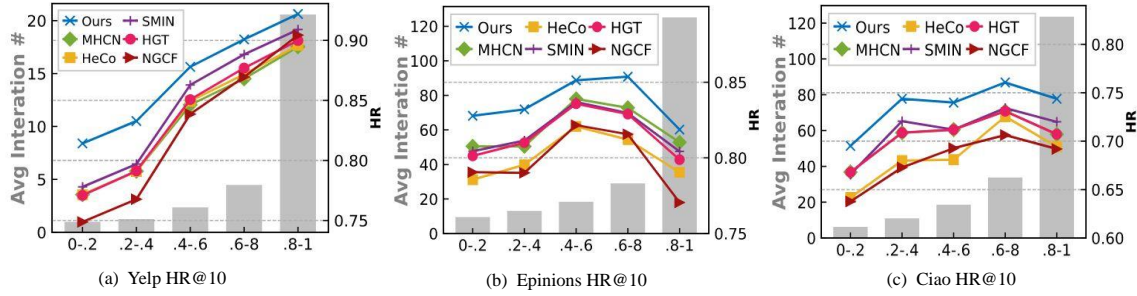 Avg Interation #
20
15
10
5
0
Ours
MHCN
HeCo
SMIN
HGT
NGCF
0.90
0.85
0.80
0.75
HR
0-.2 .2-.4 .4-.6 .6-8 .8-1
(a) Yelp HR@10
Avg Interation #
120
100
80
60
40
20
0
Ours
MHCN
HeCo
SMIN
HGT
NGCF
0.85
0.80
0.75
HR
0-.2 .2-.4 .4-.6 .6-8 .8-1
(b) Epinions HR@10
Avg Interation #
120
100
80
60
40
20
0
Ours
MHCN
HeCo
SMIN
HGT
NGCF
0.80
0.75
0.70
0.65
0.60
HR
0-.2 .2-.4 .4-.6 .6-8 .8-1
(c) Ciao HR@10